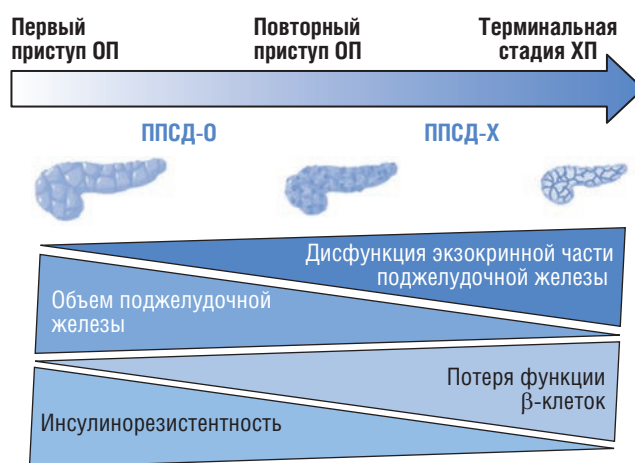 Первый
приступ ОП
Повторный
приступ ОП
Терминальная
стадия ХП
ППСД-О
ППСД-Х
Дисфункция экзокринной части
поджелудочной железы
Объем поджелудочной
железы
Потеря функции
β-клеток
Инсулинорезистентность